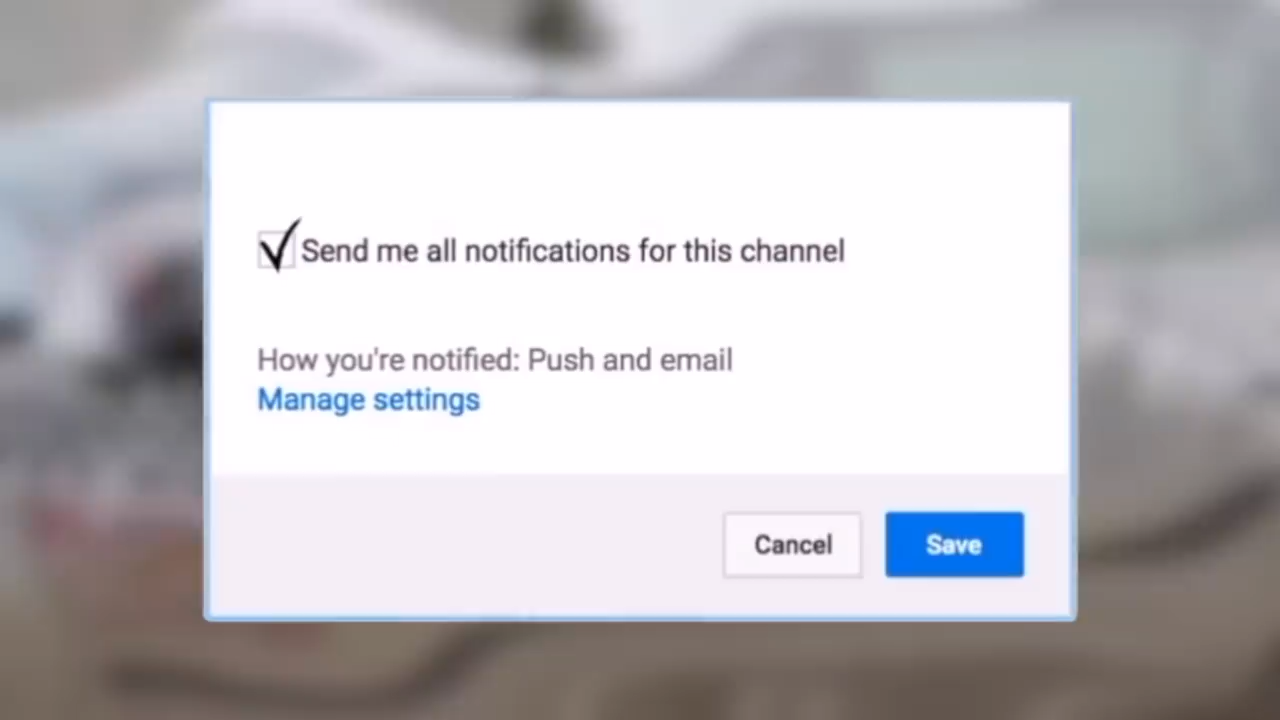 Send me all notifications for this channel
How you're notified: Push and email
Manage settings
Cancel
Save